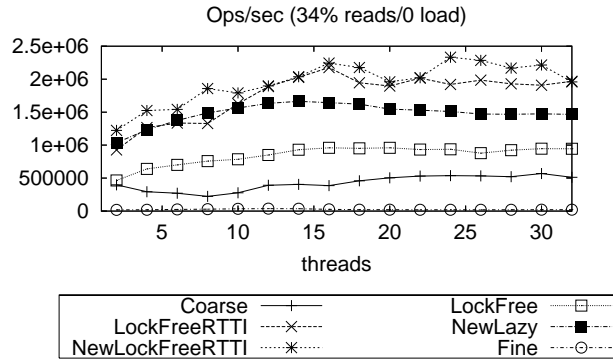 Ops/sec (34% reads/0 load)
2.5e+06
2e+06
1.5e+06
1e+06
500000
0
5 10 15 20 25 30
threads
Coarse LockFree
LockFreeRTTI NewLazy
NewLockFreeRTTI Fine